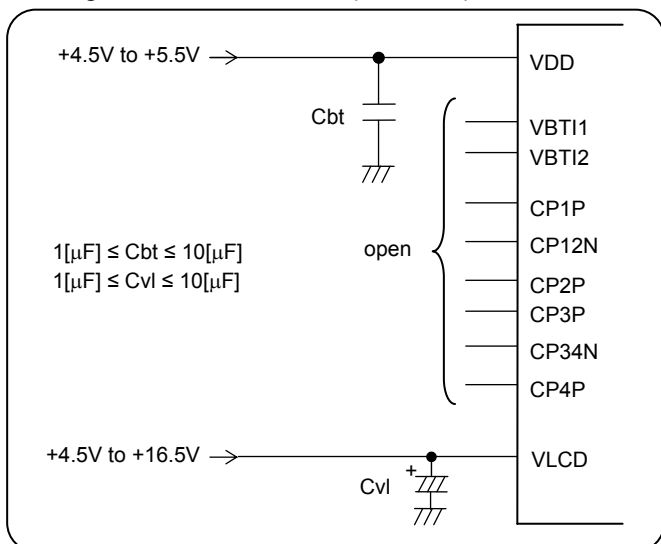 +4.5V to +5.5V
VDD
Cbt
VBTI1
VBTI2
CP1P
1[μF] ≤ Cbt ≤ 10[μF]
open
CP12N
1[μF] ≤ Cvl ≤ 10[μF]
CP2P
CP3P
CP34N
CP4P
+4.5V to +16.5V
VLCD
+
Cvl